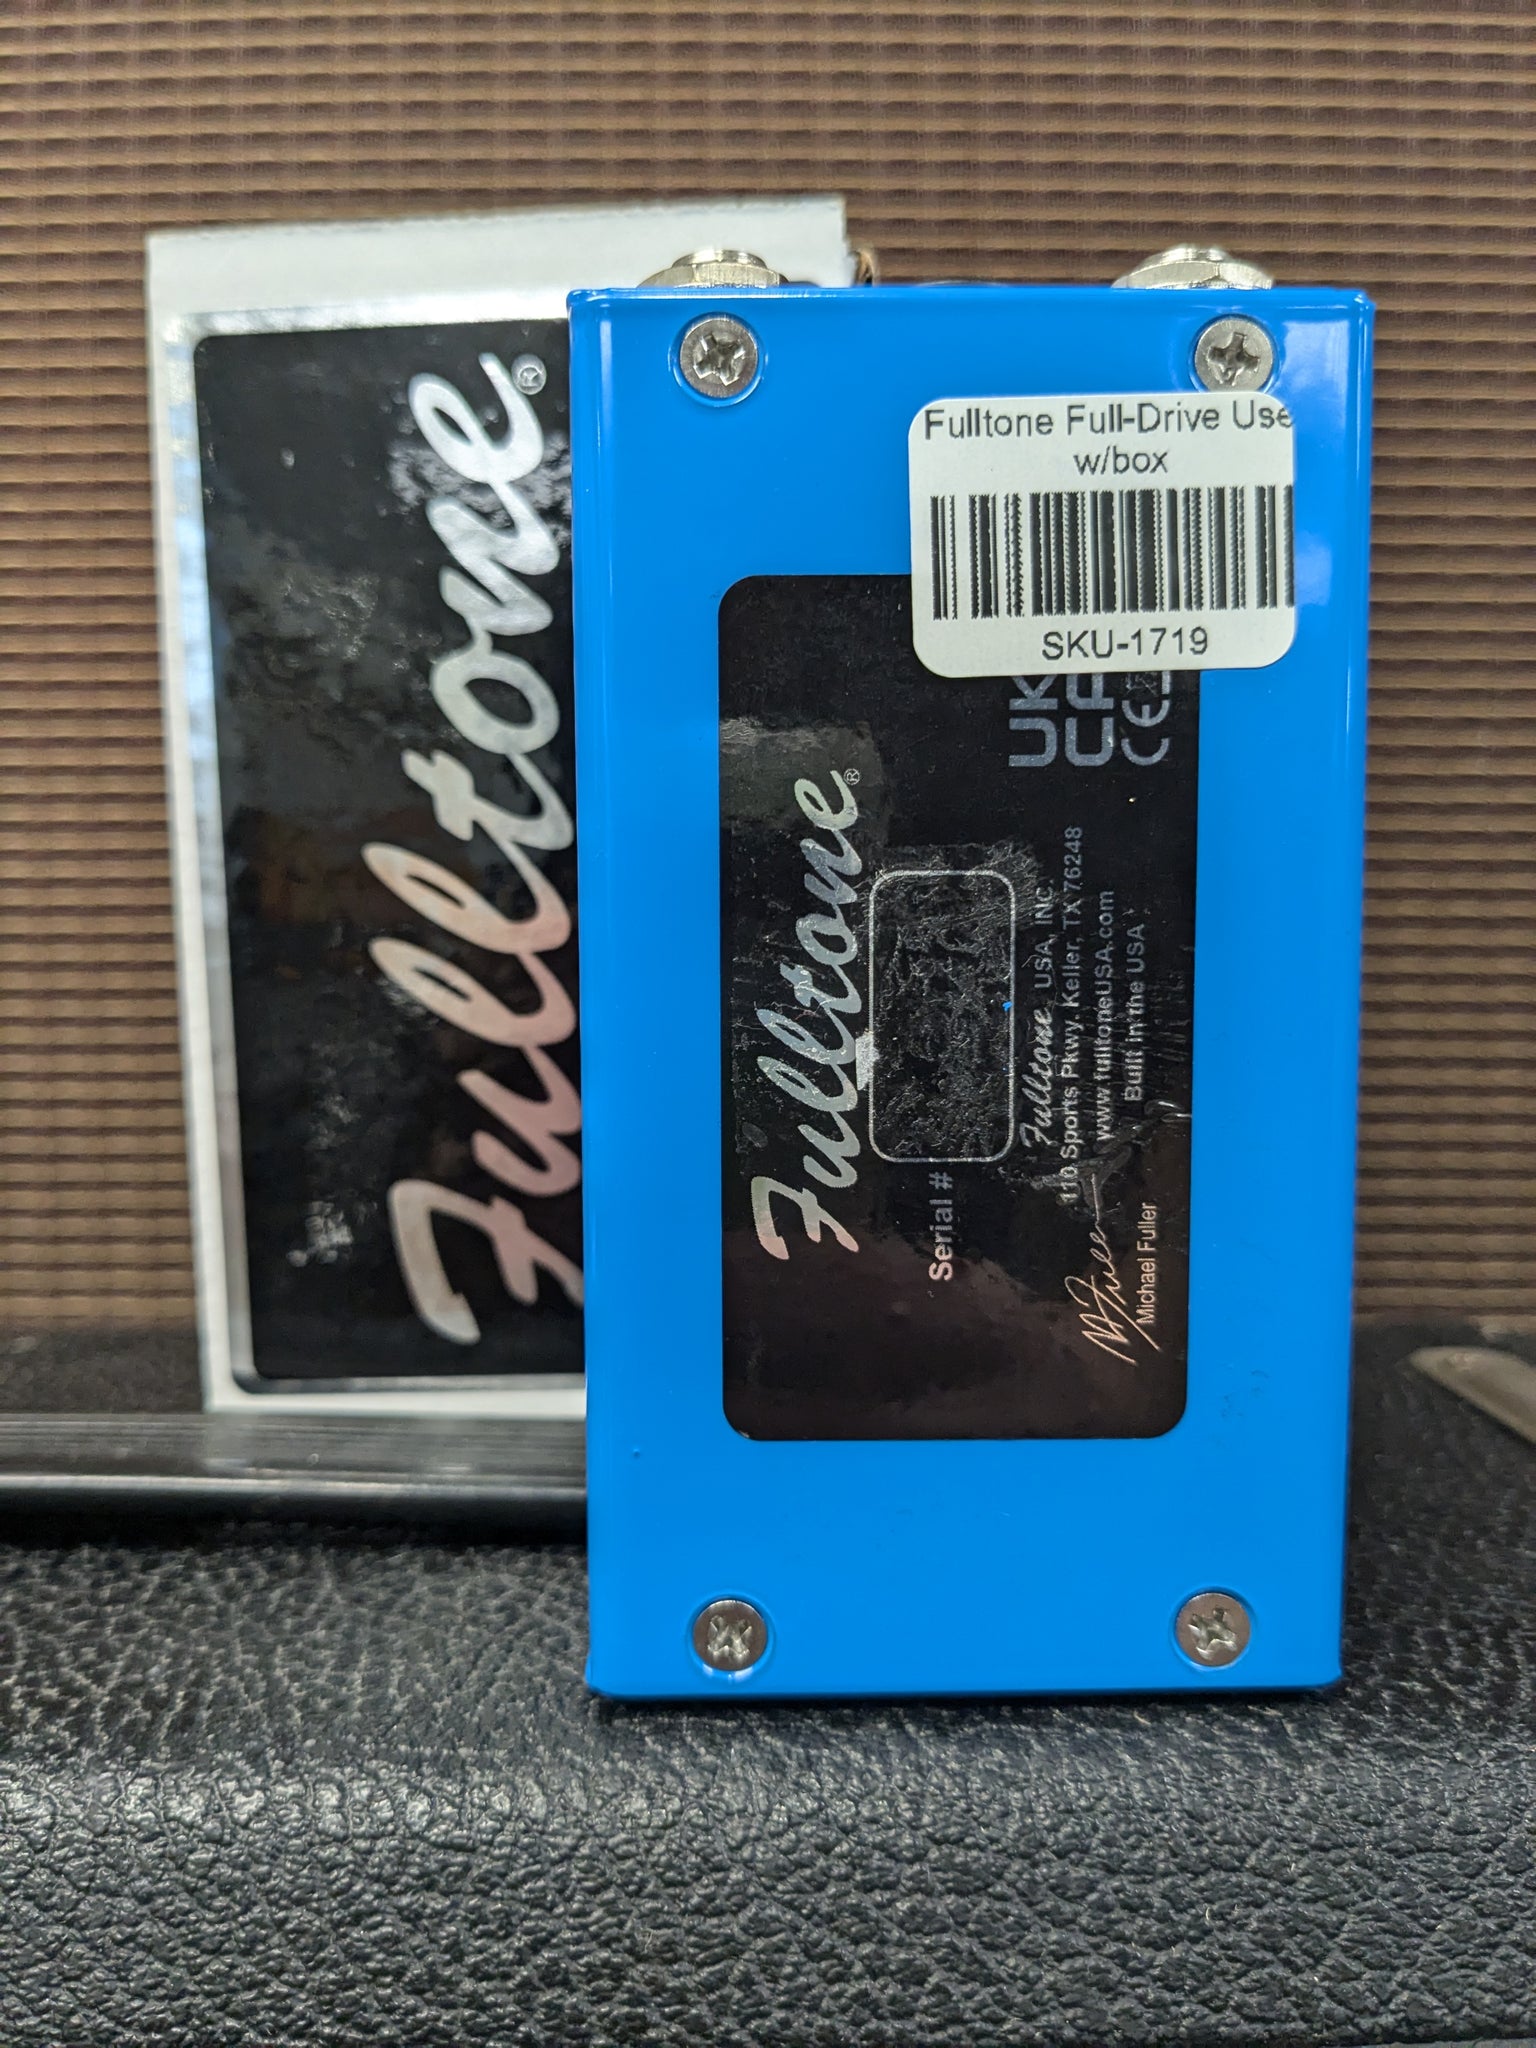 Fulltone®
Fulltone Full-Drive Use
w/box
SKU-1719
UK
CA
CE
Fulltone®
Serial #
Fulltone USA, INC.
110 Sports Pkwy. Keller, TX 76248
www.fulltoneUSA.com
Built in the USA
M Fuller
Michael Fuller